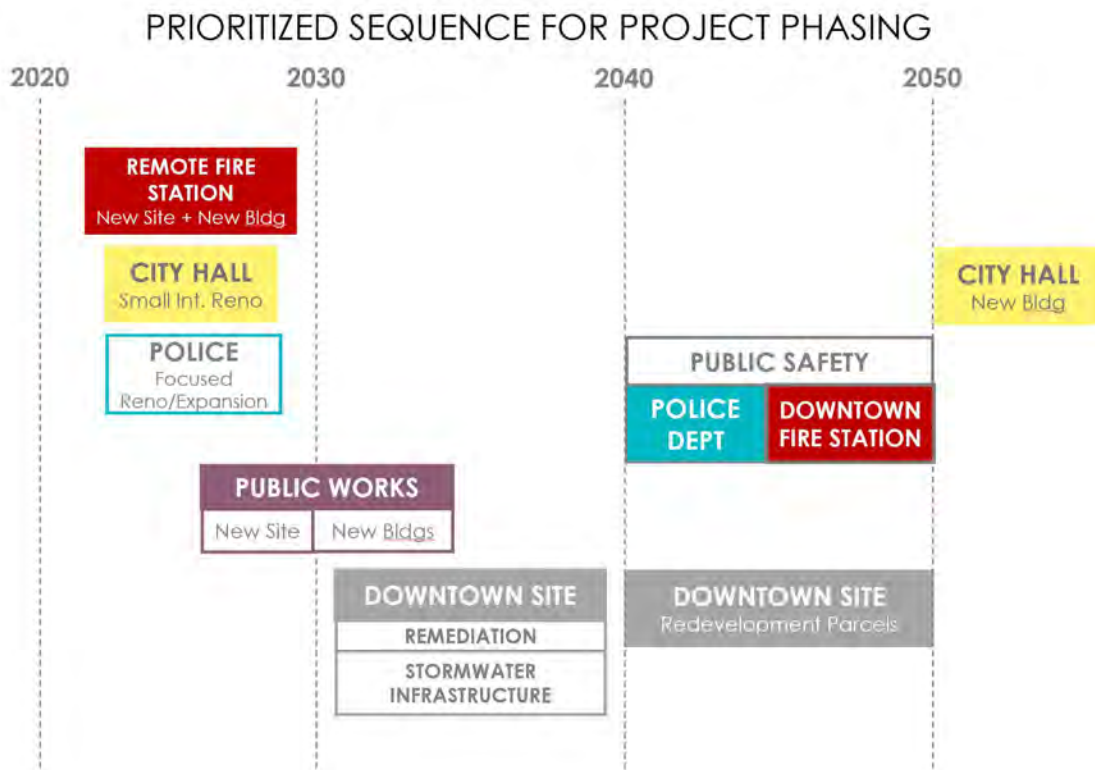 PRIORITIZED SEQUENCE FOR PROJECT PHASING
2020
2030
2040
2050
REMOTE FIRE
STATION
New Site + New Bldg
CITY HALL
Small Int. Reno
CITY HALL
New Bldg
POLICE
Focused
Reno/Expansion
PUBLIC SAFETY
POLICE
DEPT
DOWNTOWN
FIRE STATION
PUBLIC WORKS
New Site
New Bldgs
DOWNTOWN SITE
REMEDIATION
STORMWATER
INFRASTRUCTURE
DOWNTOWN SITE
Redevelopment Parcels